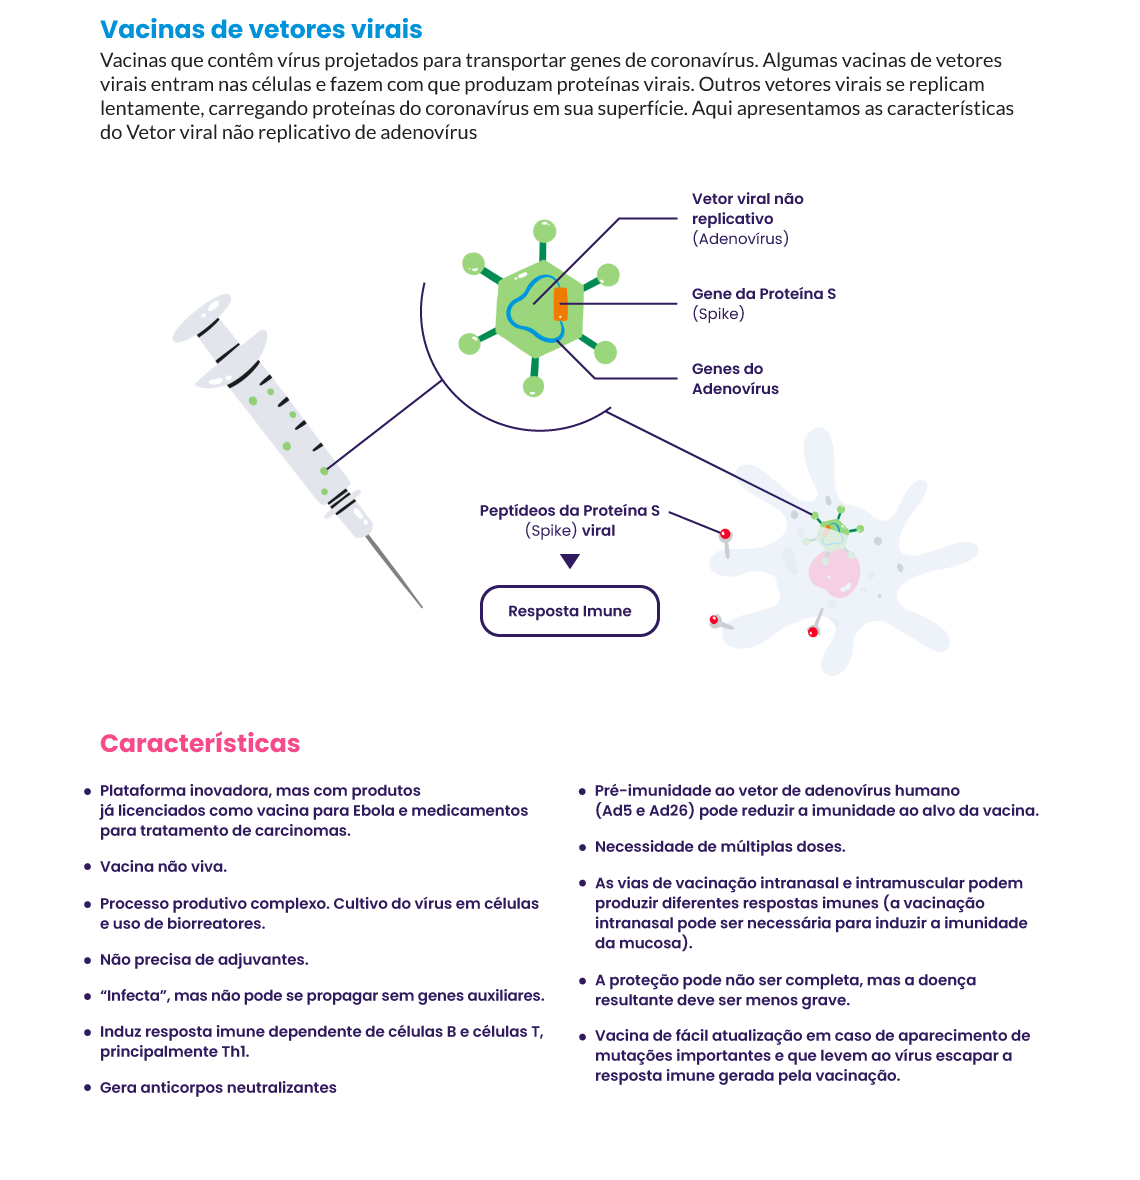 Vacinas de vetores virais
Vacinas que contêm vírus projetados para transportar genes de coronavírus. Algumas vacinas de vetores
virais entram nas células e fazem com que produzam proteínas virais. Outros vetores virais se replicam
lentamente, carregando proteínas do coronavírus em sua superfície. Aqui apresentamos as características
do Vetor viral não replicativo de adenovírus
Vetor viral não
replicativo
(Adenovírus)
Gene da Proteína S
(Spike)
Genes do
Adenovírus
Peptídeos da Proteína S
(Spike) viral
Resposta Imune
Características
• Plataforma inovadora, mas com produtos
já licenciados como vacina para Ebola e medicamentos
para tratamento de carcinomas.
• Vacina não viva.
• Processo produtivo complexo. Cultivo do vírus em células
e uso de biorreatores.
• Não precisa de adjuvantes.
• “Infecta”, mas não pode se propagar sem genes auxiliares.
• Induz resposta imune dependente de células B e células T,
principalmente Th1.
• Gera anticorpos neutralizantes
• Pré-imunidade ao vetor de adenovírus humano
(Ad5 e Ad26) pode reduzir a imunidade ao alvo da vacina.
• Necessidade de múltiplas doses.
• As vias de vacinação intranasal e intramuscular podem
produzir diferentes respostas imunes (a vacinação
intranasal pode ser necessária para induzir a imunidade
da mucosa).
• A proteção pode não ser completa, mas a doença
resultante deve ser menos grave.
• Vacina de fácil atualização em caso de aparecimento de
mutações importantes e que levem ao vírus escapar a
resposta imune gerada pela vacinação.